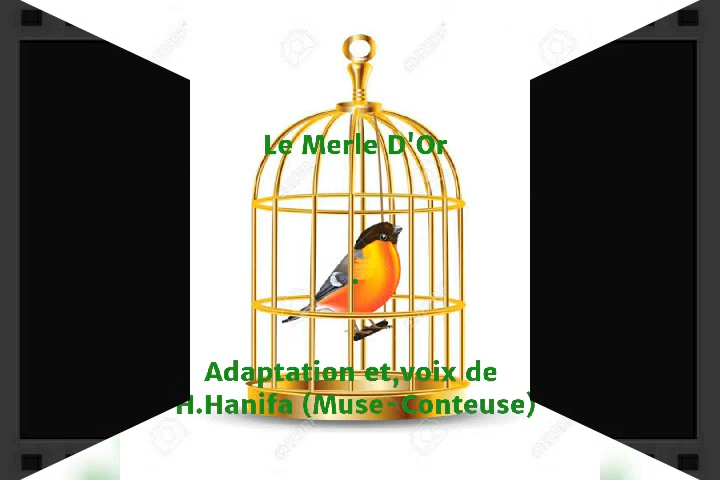 Le Merle D'Or
Adaptation et,voix de
H.Hanifa (Muse-Conteuse)